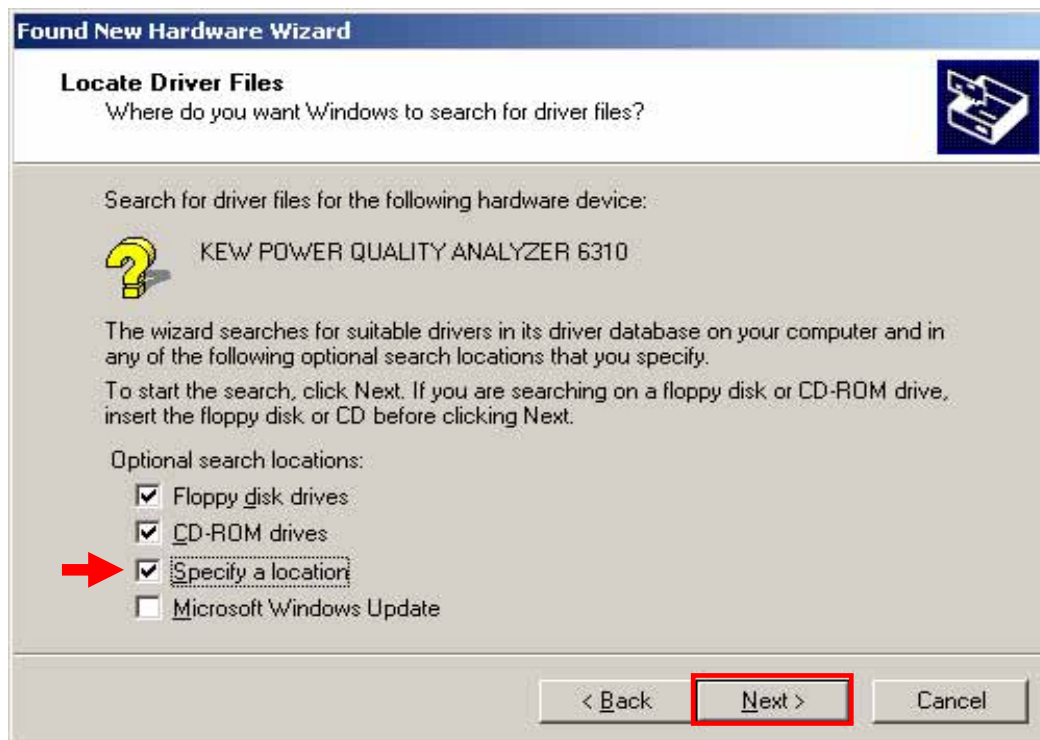 Found New Hardware Wizard
Locate Driver Files
Where do you want Windows to search for driver files?
Search for driver files for the following hardware device:
KEW POWER QUALITY ANALYZER 6310
The wizard searches for suitable drivers in its driver database on your computer and in
any of the following optional search locations that you specify.
To start the search, click Next. If you are searching on a floppy disk or CD-ROM drive,
insert the floppy disk or CD before clicking Next.
Optional search locations:
Floppy disk drives
CD-ROM drives
Specify a location
Microsoft Windows Update
< Back Next > Cancel